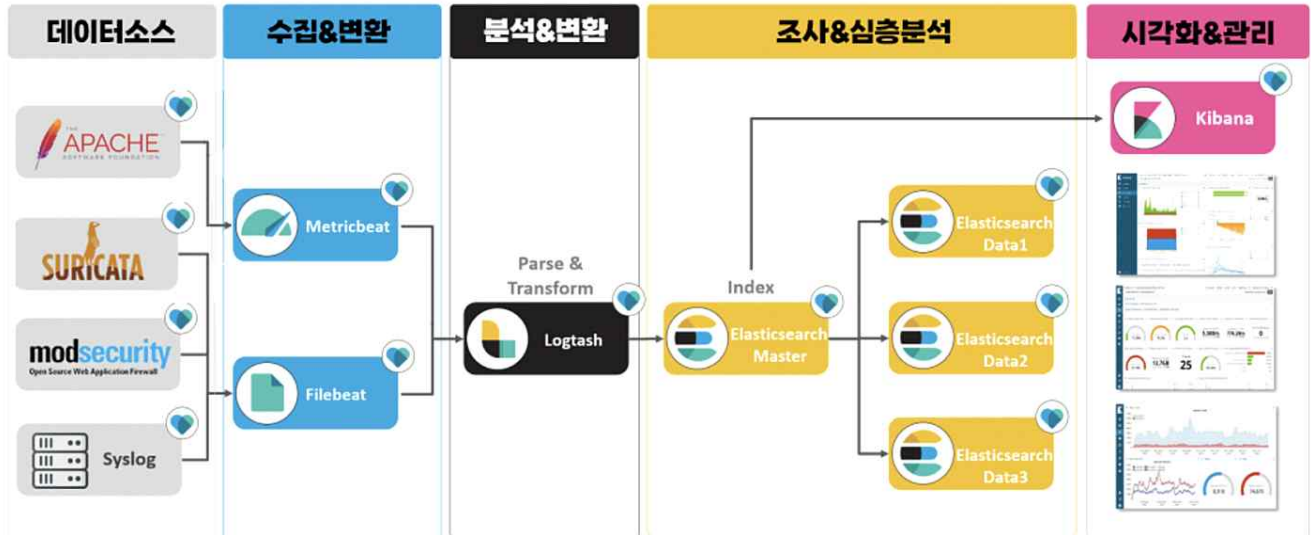 데이터소스
수집&변환
분석&변환
조사&심층분석
시각화&관리
THE
APACHE
SOFTWARE FOUNDATION
SURICATA
modsecurity
Open Source Web Application Firewall
Syslog
Metricbeat
Filebeat
Parse &
Transform
Logtash
Index
Elasticsearch
Master
Elasticsearch
Data1
Elasticsearch
Data2
Elasticsearch
Data3
Kibana
25